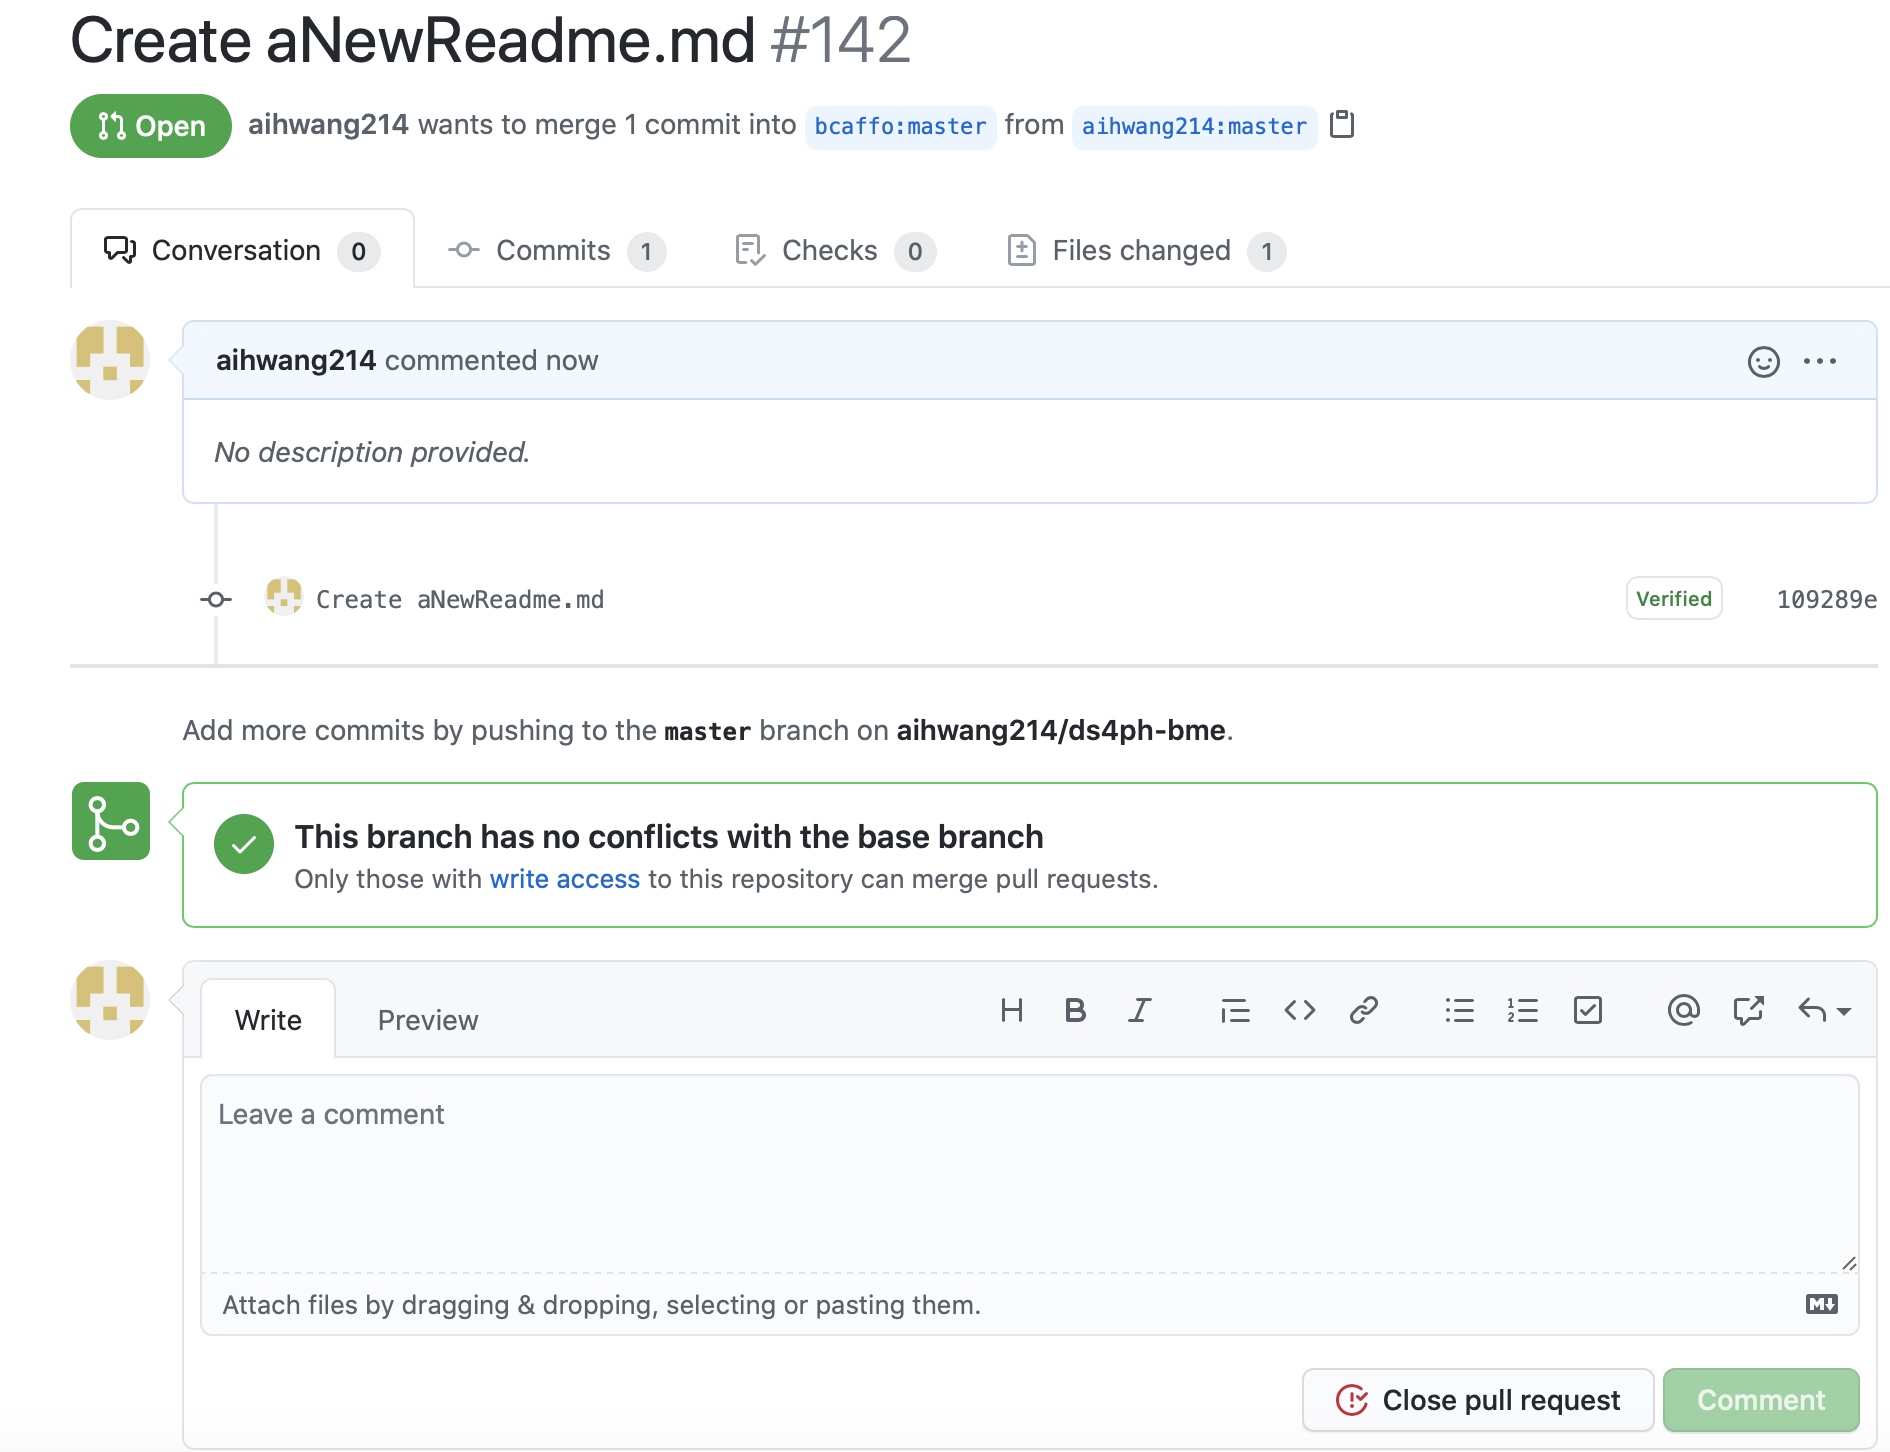 Create aNewReadme.md #142
Open aihwang214 wants to merge 1 commit into bcaffo:master from aihwang214:master
Conversation 0 Commits 1 Checks 0 Files changed 1
aihwang214 commented now
No description provided.
Create aNewReadme.md Verified 109289e
Add more commits by pushing to the master branch on aihwang214/ds4ph-bme.
This branch has no conflicts with the base branch
Only those with write access to this repository can merge pull requests.
Write Preview
Leave a comment
Attach files by dragging & dropping, selecting or pasting them.
Close pull request Comment